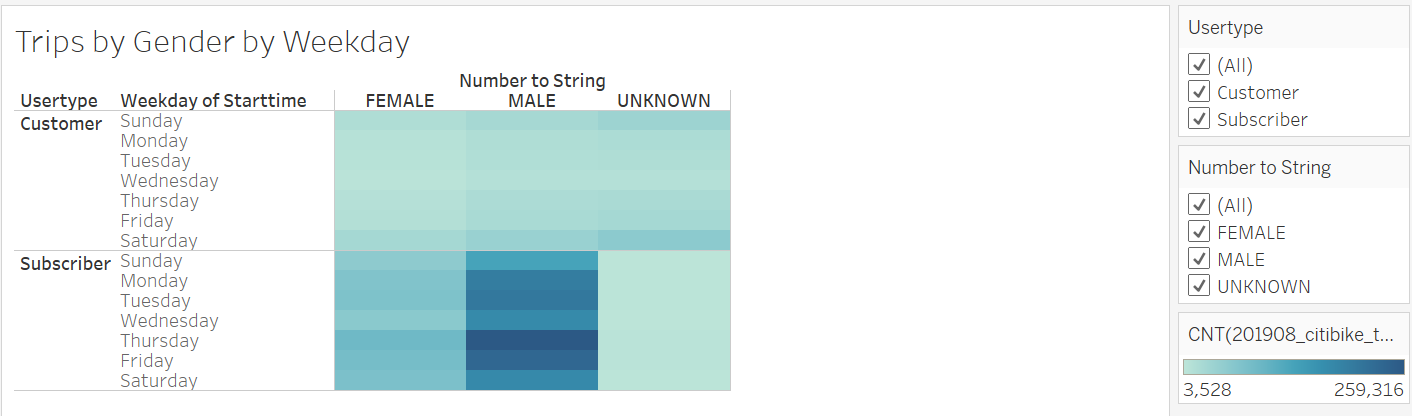 Trips by Gender by Weekday
Number to String
Usertype Weekday of Starttime FEMALE MALE UNKNOWN
Customer Sunday
Monday
Tuesday
Wednesday
Thursday
Friday
Saturday
Subscriber Sunday
Monday
Tuesday
Wednesday
Thursday
Friday
Saturday
Usertype
(All)
Customer
Subscriber
Number to String
(All)
FEMALE
MALE
UNKNOWN
CNT(201908_citibike_t...
3,528 259,316